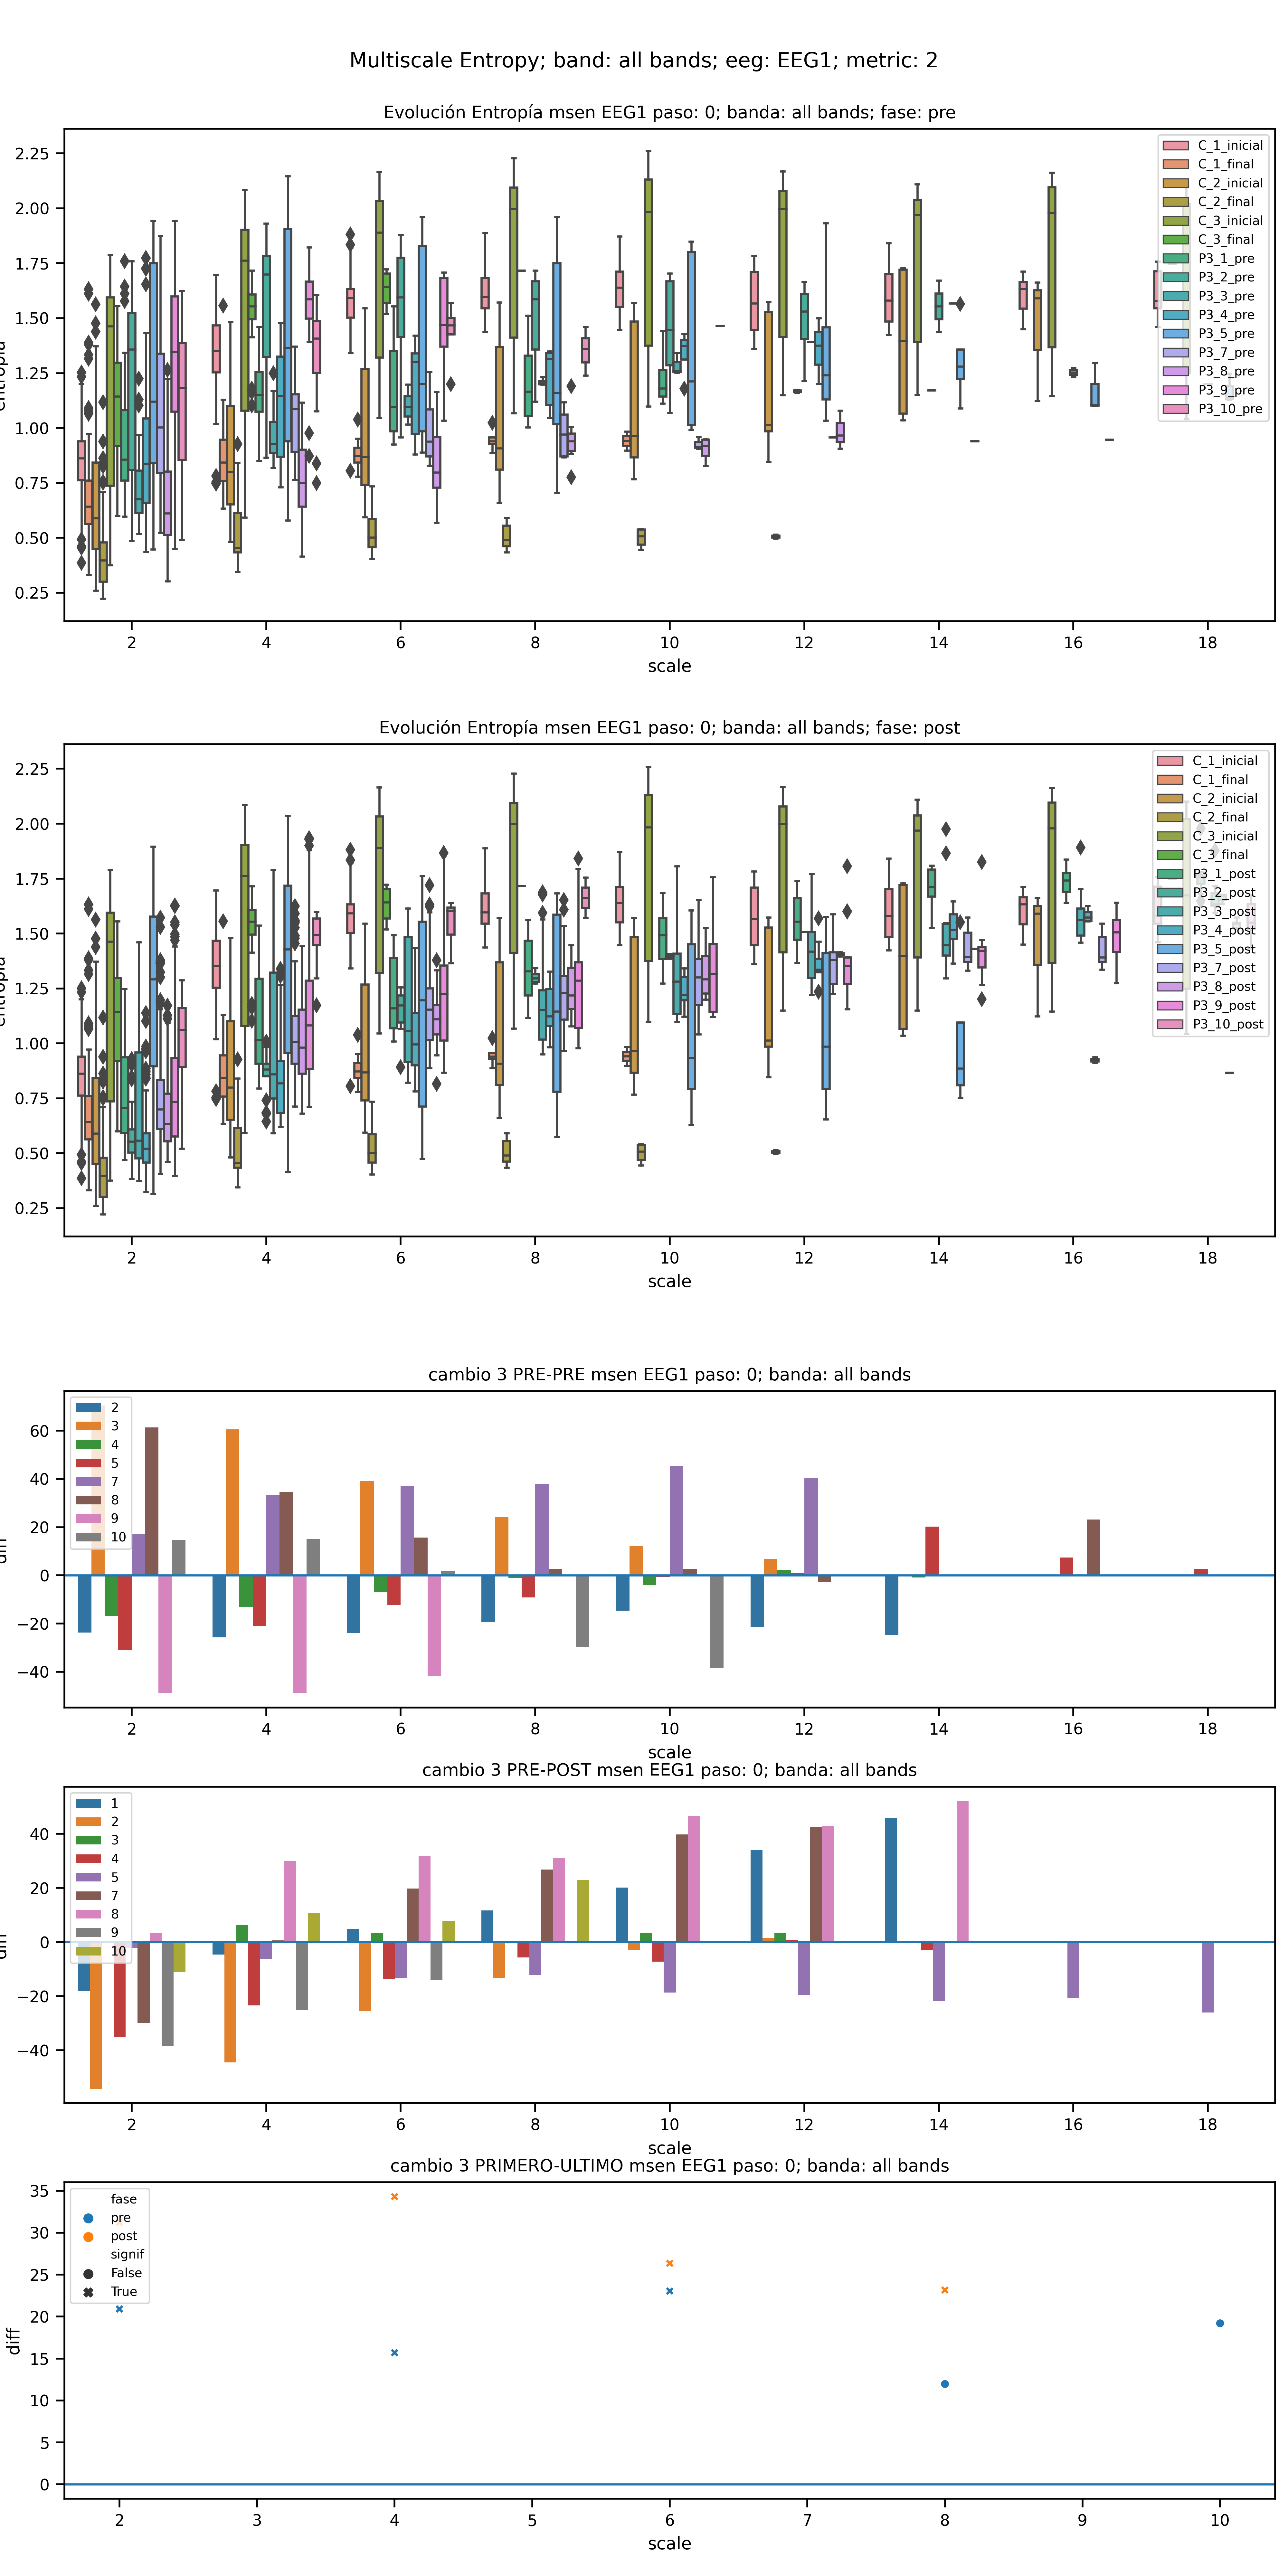 Multiscale Entropy; band: all bands; eeg: EEG1; metric: 2
Evolución Entropía msen EEG1 paso: 0; banda: all bands; fase: pre
2.25
2.00
1.75
1.50
1.25
1.00
0.75
0.50
0.25
C_1_inicial
C_1_final
C_2_inicial
C_2_final
C_3_inicial
C_3_final
P3_1_pre
P3_2_pre
P3_3_pre
P3_4_pre
P3_5_pre
P3_7_pre
P3_8_pre
P3_9_pre
P3_10_pre
2 4 6 8 10 12 14 16 18
scale
Evolución Entropía msen EEG1 paso: 0; banda: all bands; fase: post
2.25
2.00
1.75
1.50
1.25
1.00
0.75
0.50
0.25
C_1_inicial
C_1_final
C_2_inicial
C_2_final
C_3_inicial
C_3_final
P3_1_post
P3_2_post
P3_3_post
P3_4_post
P3_5_post
P3_7_post
P3_8_post
P3_9_post
P3_10_post
2 4 6 8 10 12 14 16 18
scale
cambio 3 PRE-PRE msen EEG1 paso: 0; banda: all bands
60
40
20
0
−20
−40
2
3
4
5
7
8
9
10
2 4 6 8 10 12 14 16 18
scale
cambio 3 PRE-POST msen EEG1 paso: 0; banda: all bands
40
20
0
−20
−40
1
2
3
4
5
7
8
9
10
2 4 6 8 10 12 14 16 18
scale
cambio 3 PRIMERO-ULTIMO msen EEG1 paso: 0; banda: all bands
35
30
25
20
15
10
5
0
diff
fase
pre
post
signif
False
True
2 3 4 5 6 7 8 9 10
scale